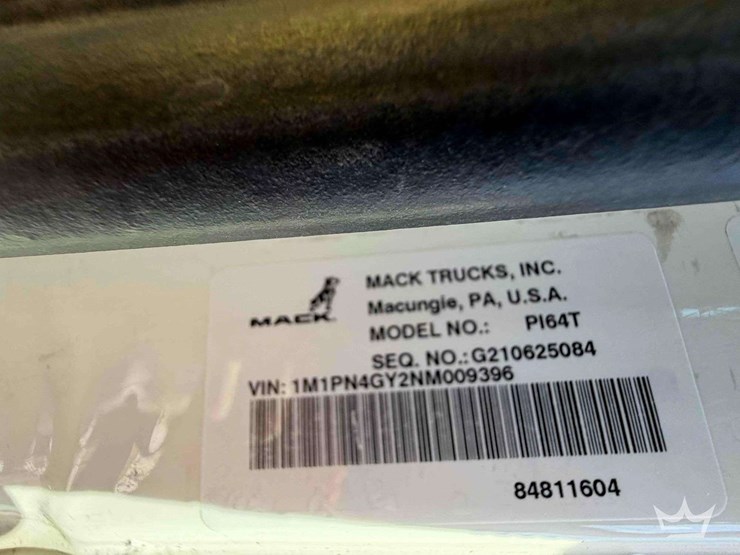 MACK
MACK TRUCKS, INC.
Macungie, PA, U.S.A.
MODEL NO.: PI64T
SEQ. NO.:G210625084
VIN: 1M1PN4GY2NM009396
84811604